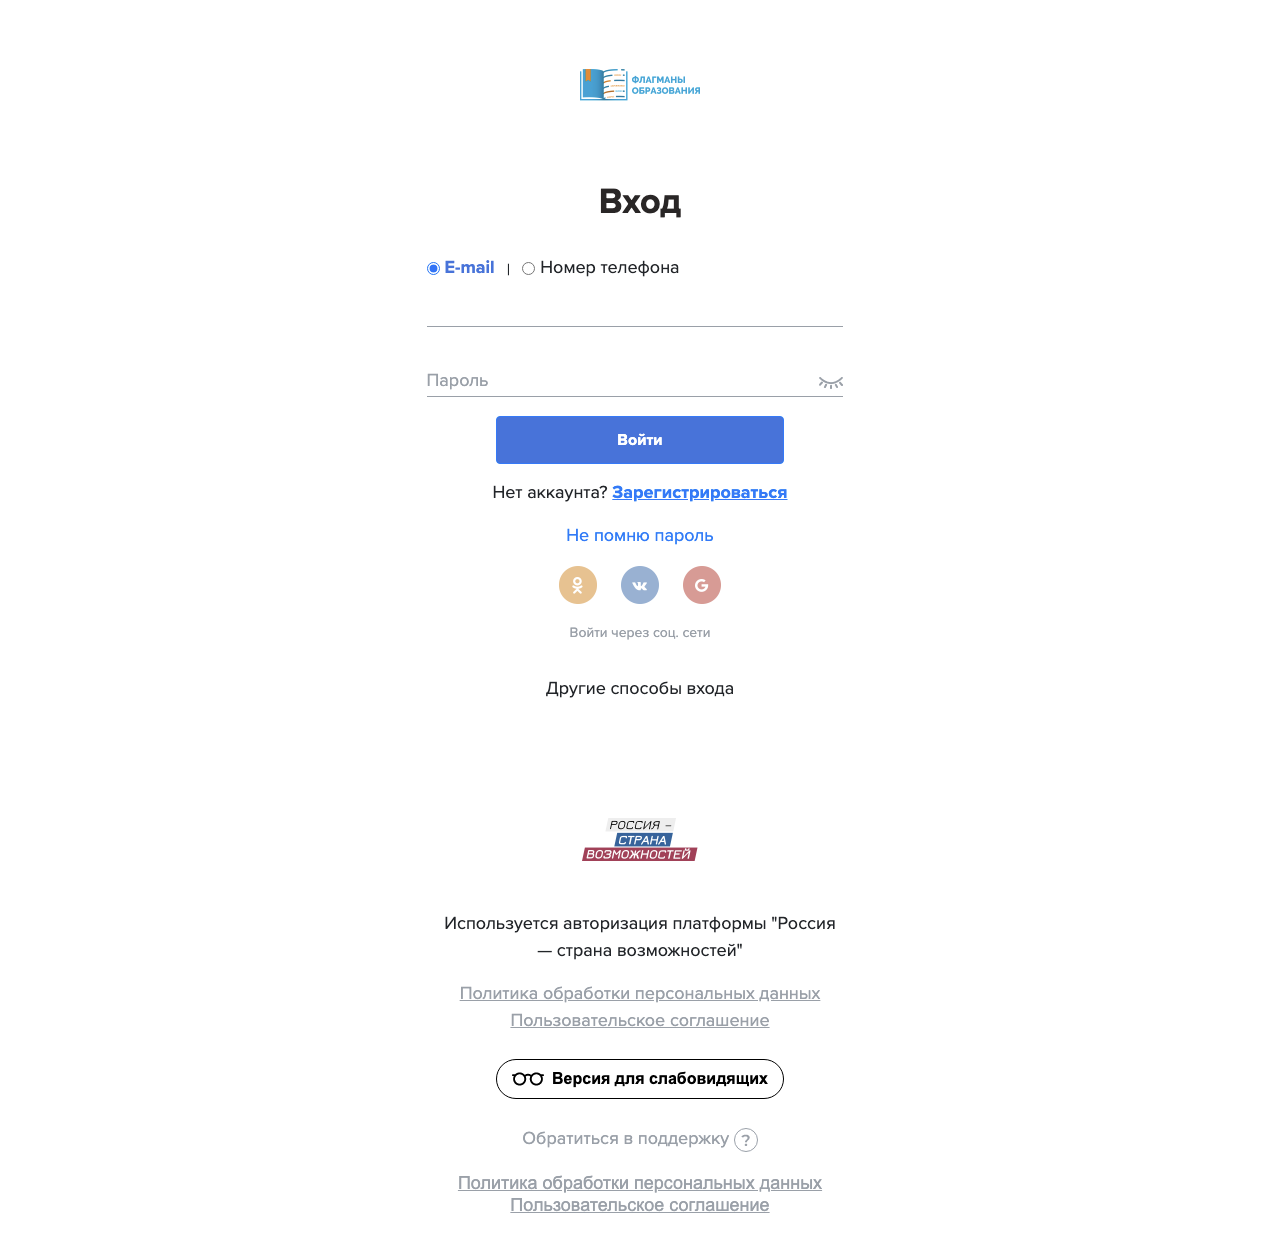 ФЛАГМАНЫ
ОБРАЗОВАНИЯ
Вход
E-mail | Номер телефона
Пароль
Войти
Нет аккаунта? Зарегистрироваться
Не помню пароль
Войти через соц. сети
Другие способы входа
РОССИЯ –
СТРАНА
ВОЗМОЖНОСТЕЙ
Используется авторизация платформы "Россия
— страна возможностей"
Политика обработки персональных данных
Пользовательское соглашение
Версия для слабовидящих
Обратиться в поддержку ?
Политика обработки персональных данных
Пользовательское соглашение